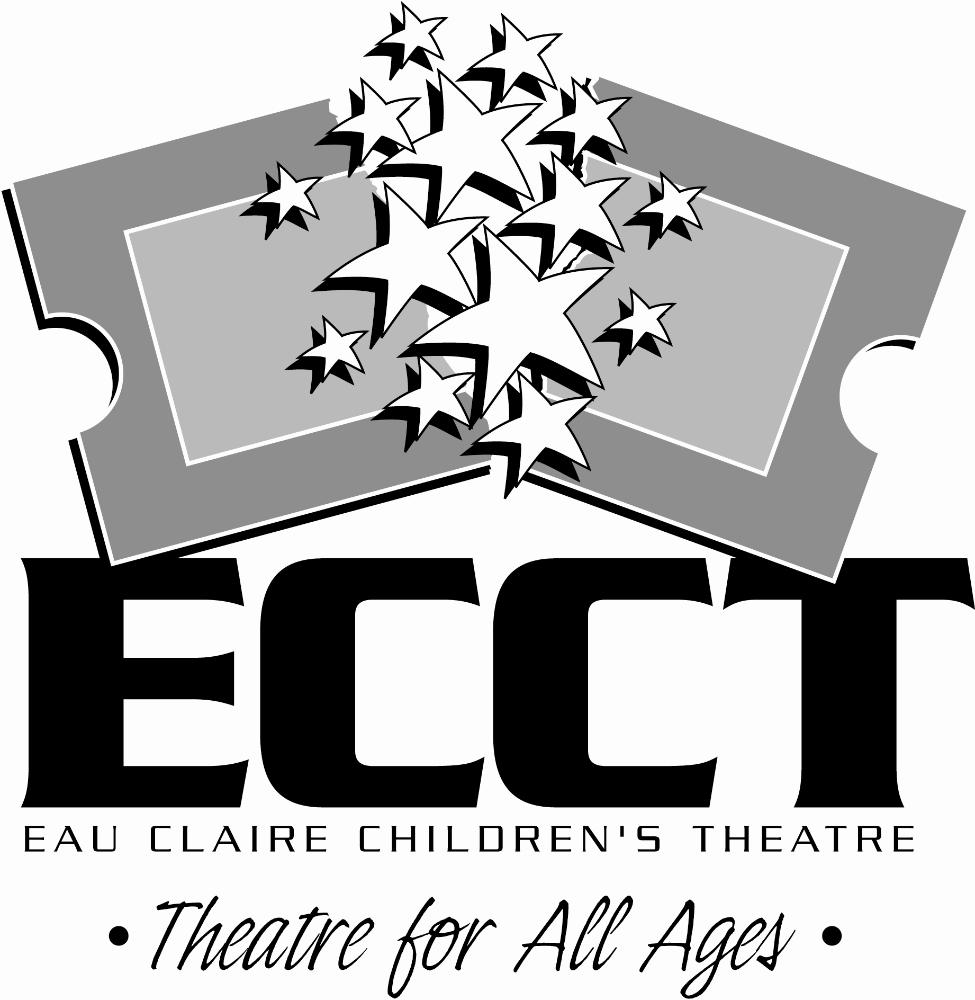 ECCT
EAU CLAIRE CHILDREN'S THEATRE
• Theatre for All Ages •